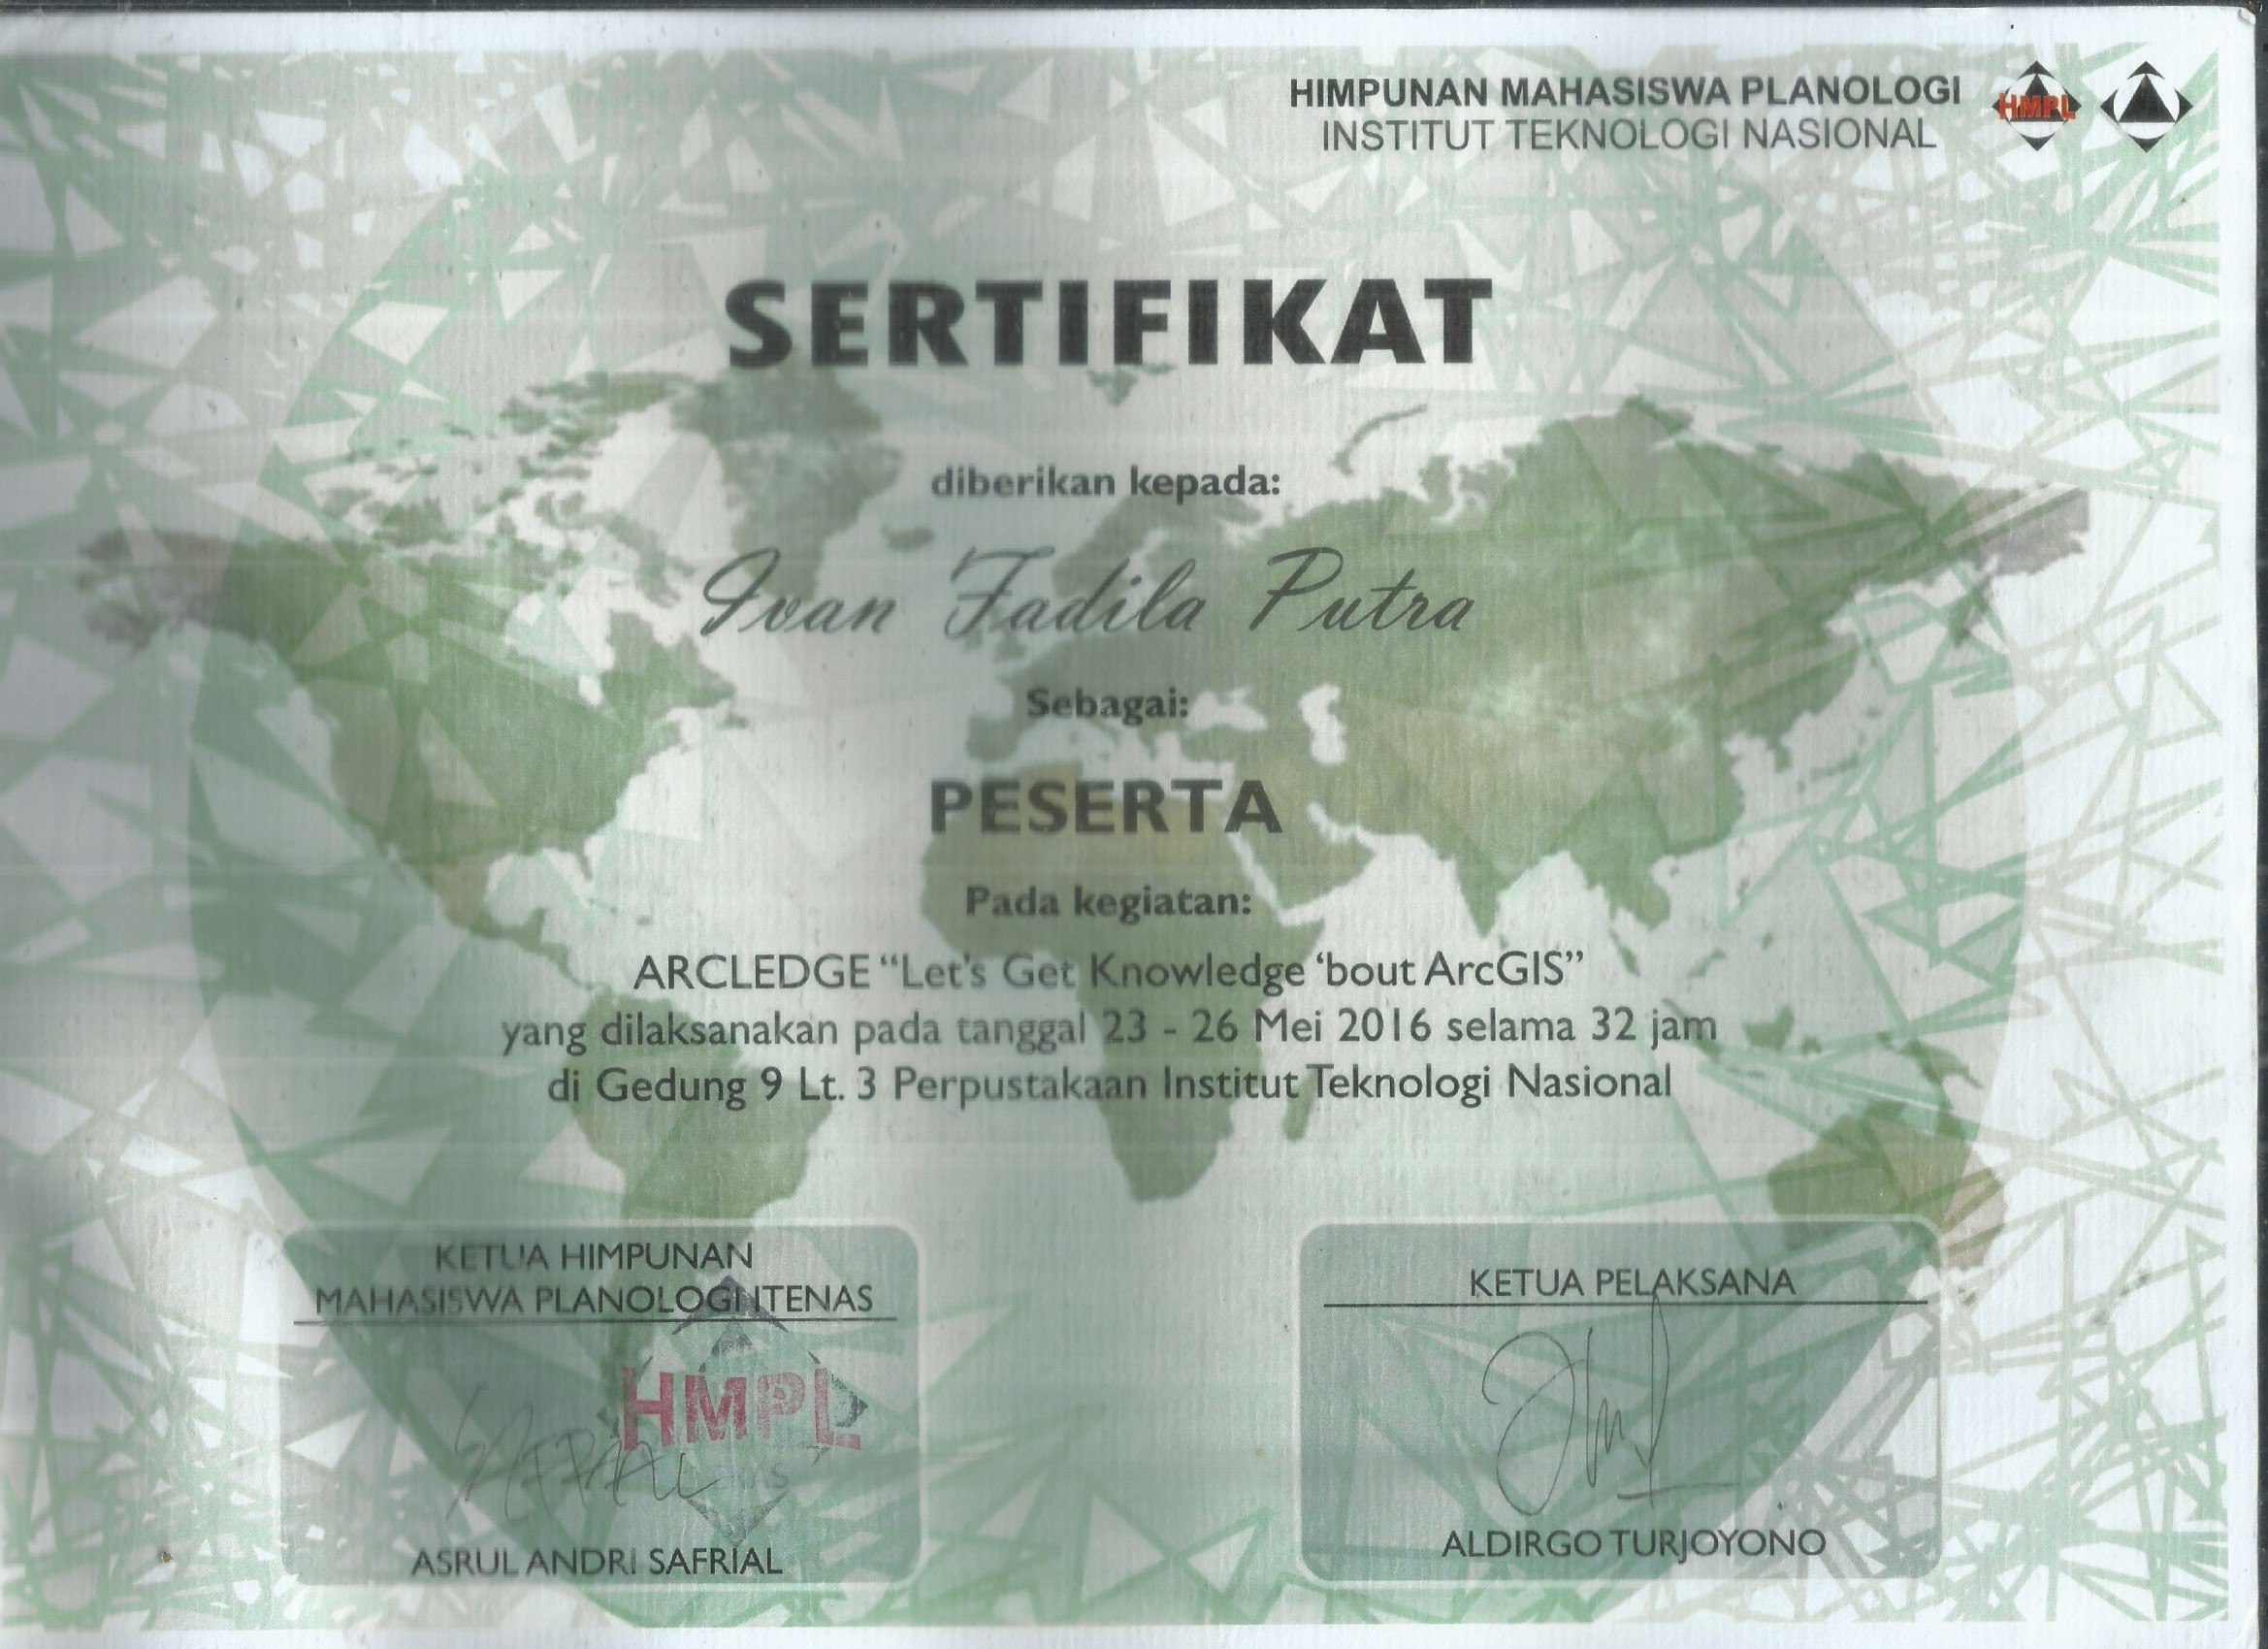 HIMPUNAN MAHASISWA PLANOLOGI
INSTITUT TEKNOLOGI NASIONAL
HMPL
SERTIFIKAT
diberikan kepada:
Ivan Fadila Putra
Sebagai:
PESERTA
Pada kegiatan:
ARCLEDGE “Let’s Get Knowledge ‘bout ArcGIS”
yang dilaksanakan pada tanggal 23 - 26 Mei 2016 selama 32 jam
di Gedung 9 Lt. 3 Perpustakaan Institut Teknologi Nasional
KETUA HIMPUNAN
MAHASISWA PLANOLOGI ITENAS
HMPL
ASRUL ANDRI SAFRIAL
KETUA PELAKSANA
ALDIRGO TURJOYONO